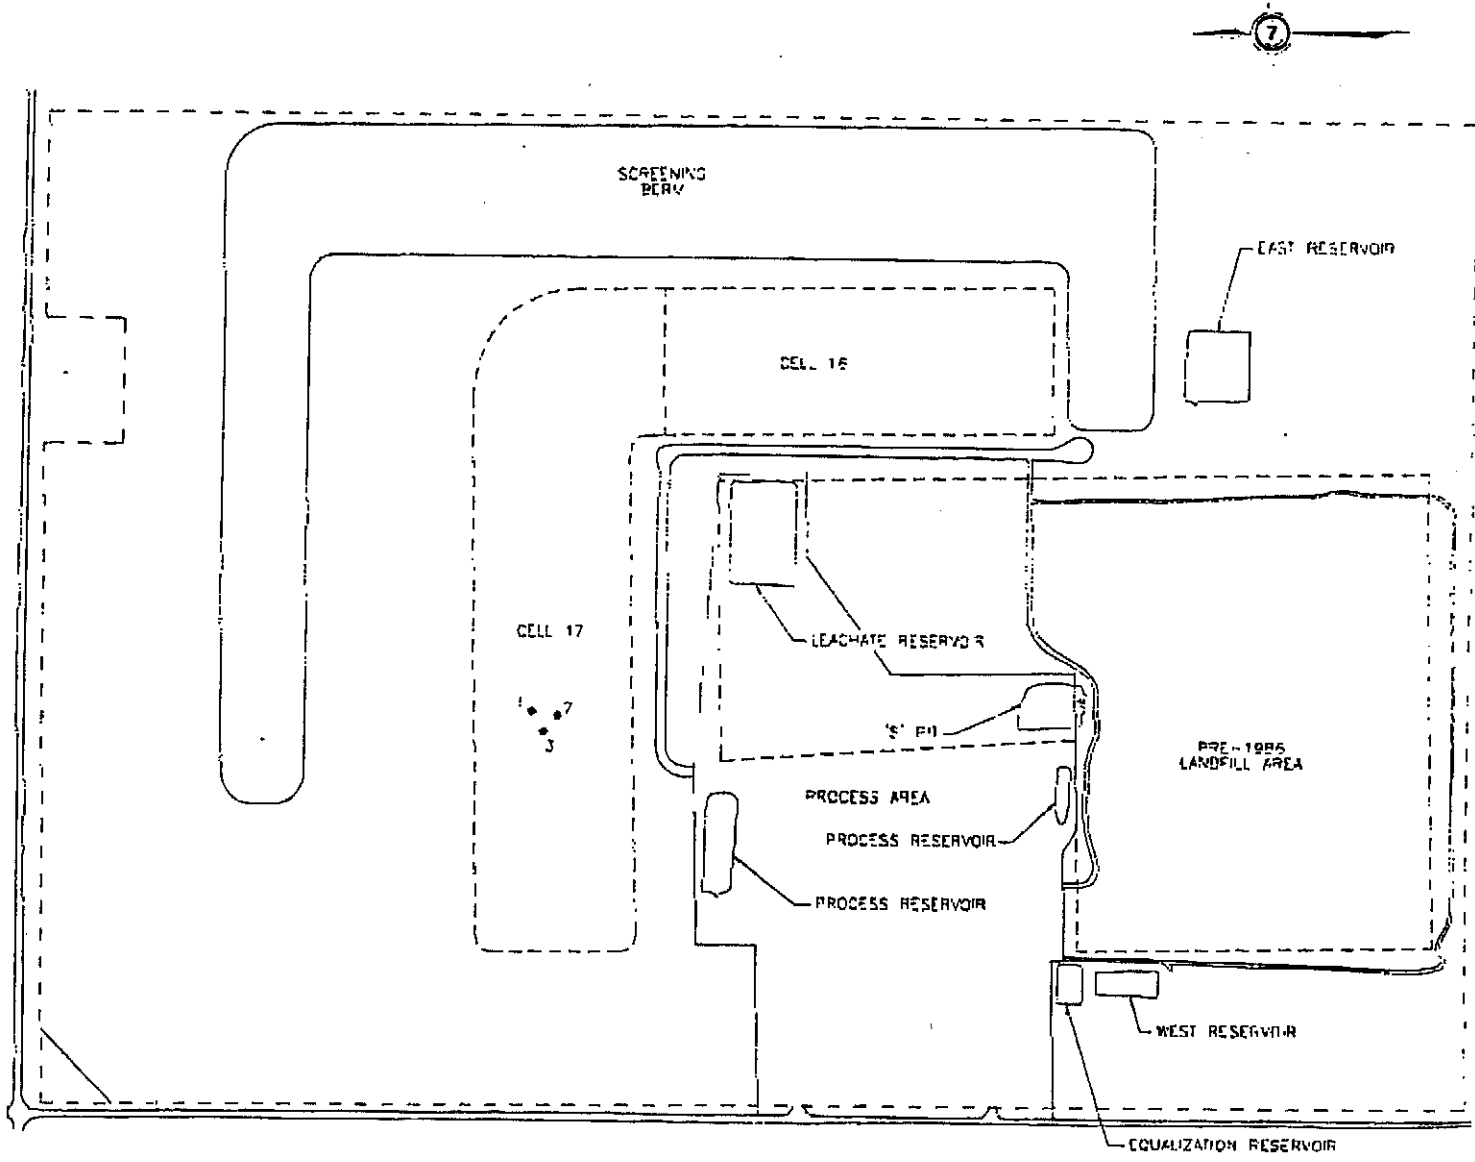 7
SCREENING
BERM
EAST RESERVOIR
CELL 16
CELL 17
LEACHATE RESERVOIR
1
7
3
'S' PIT
PRE-1986
LANDFILL AREA
PROCESS AREA
PROCESS RESERVOIR
PROCESS RESERVOIR
WEST RESERVOIR
EQUALIZATION RESERVOIR